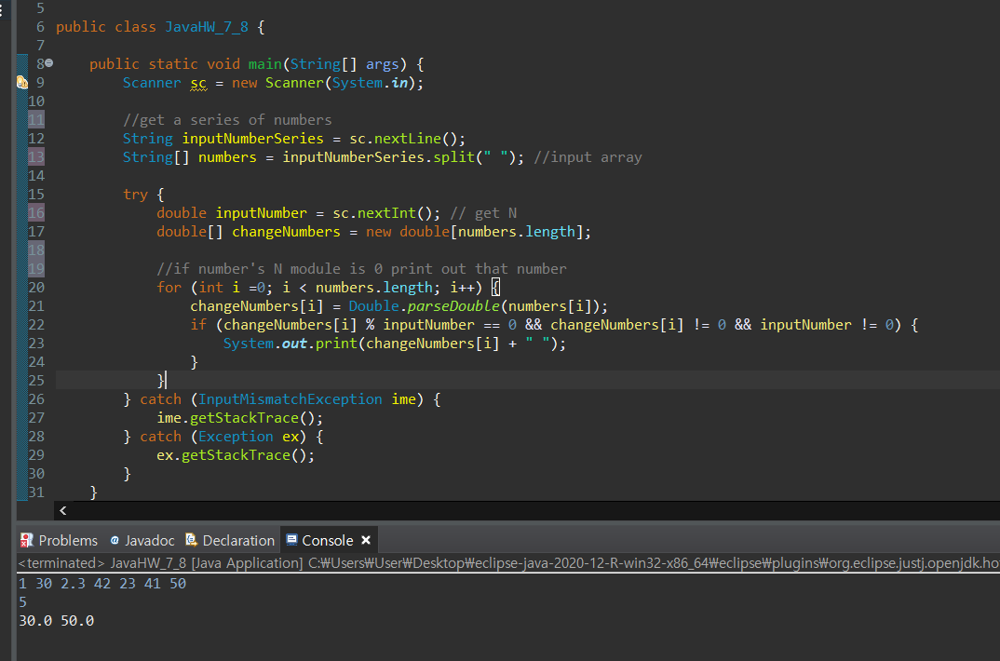 5
6 public class JavaHW_7_8 {
7
8 public static void main(String[] args) {
9 Scanner sc = new Scanner(System.in);
10
11 //get a series of numbers
12 String inputNumberSeries = sc.nextLine();
13 String[] numbers = inputNumberSeries.split(" "); //input array
14
15 try {
16 double inputNumber = sc.nextInt(); // get N
17 double[] changeNumbers = new double[numbers.length];
18
19 //if number's N module is 0 print out that number
20 for (int i =0; i < numbers.length; i++) {
21 changeNumbers[i] = Double.parseDouble(numbers[i]);
22 if (changeNumbers[i] % inputNumber == 0 && changeNumbers[i] != 0 && inputNumber != 0) {
23 System.out.print(changeNumbers[i] + " ");
24 }
25 }
26 } catch (InputMismatchException ime) {
27 ime.getStackTrace();
28 } catch (Exception ex) {
29 ex.getStackTrace();
30 }
31 }
Problems Javadoc Declaration Console
<terminated> JavaHW_7_8 [Java Application] C:₩Users₩User₩Desktop₩eclipse-java-2020-12-R-win32-x86_64₩eclipse₩plugins₩org.eclipse.justj.openjdk.ho
1 30 2.3 42 23 41 50
5
30.0 50.0